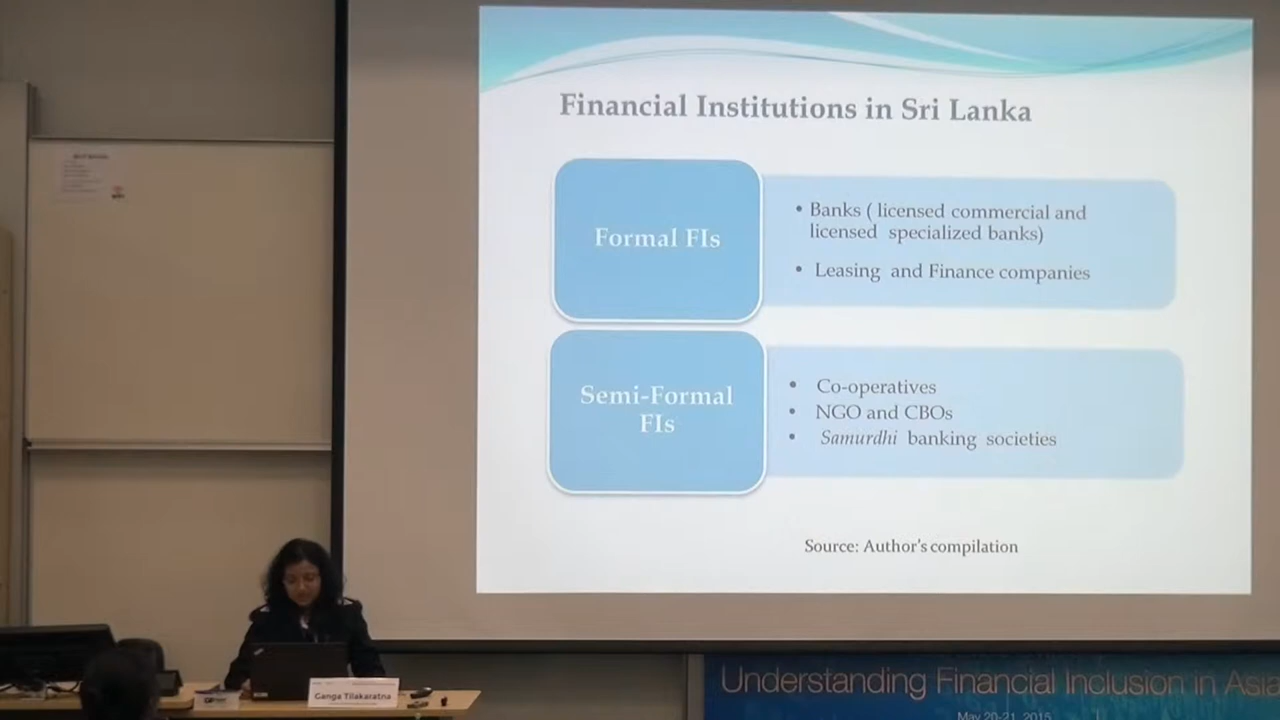 Financial Institutions in Sri Lanka
Formal FIs
• Banks ( licensed commercial and
licensed specialized banks)
• Leasing and Finance companies
Semi-Formal
FIs
• Co-operatives
• NGO and CBOs
• Samurdhi banking societies
Source: Author's compilation
Ganga Tilakaratna
Understanding Financial Inclusion in Asia
May 20-21, 2015